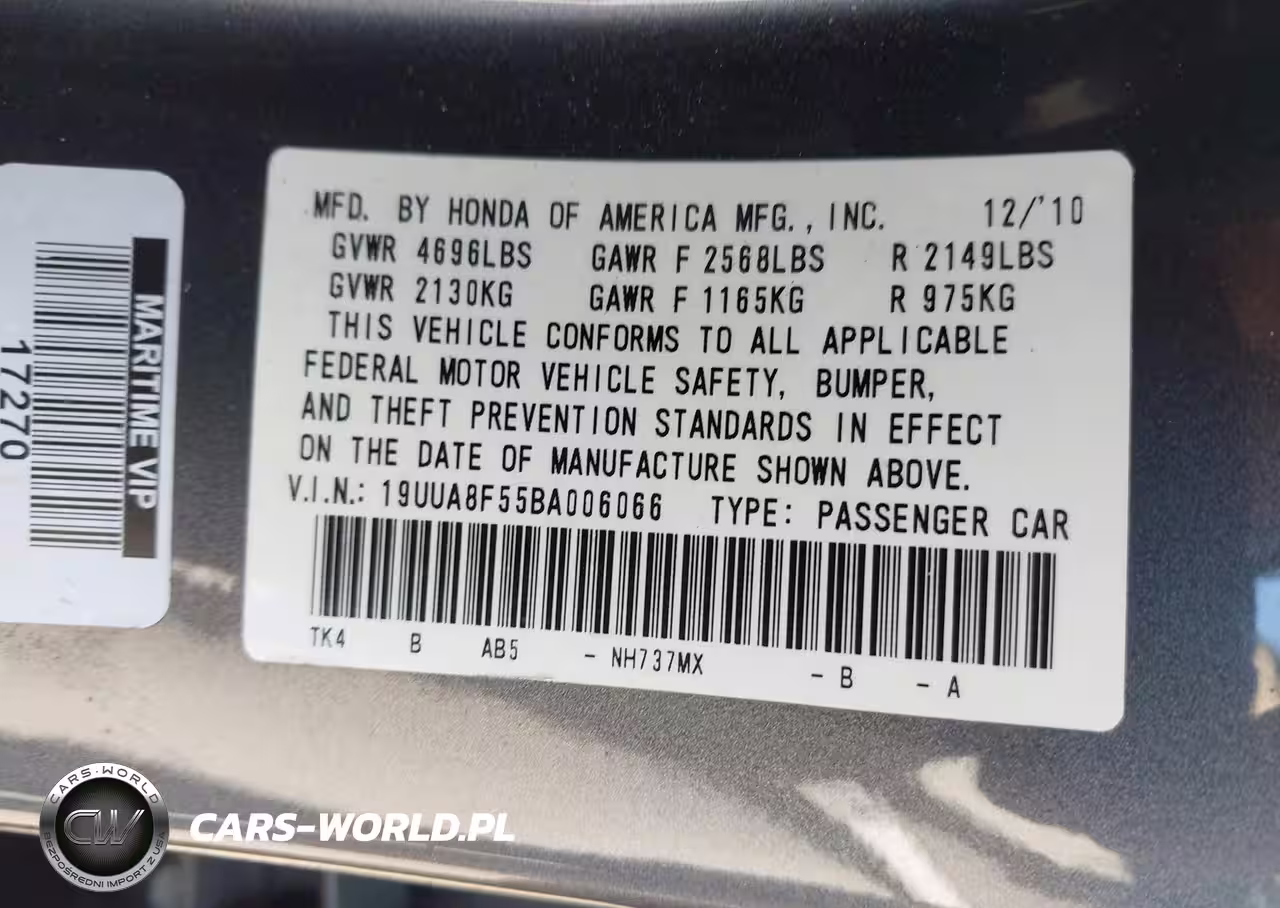 MFD. BY HONDA OF AMERICA MFG., INC. 12/'10
GVWR 4696LBS GAWR F 2568LBS R 2149LBS
GVWR 2130KG GAWR F 1165KG R 975KG
THIS VEHICLE CONFORMS TO ALL APPLICABLE
FEDERAL MOTOR VEHICLE SAFETY, BUMPER,
AND THEFT PREVENTION STANDARDS IN EFFECT
ON THE DATE OF MANUFACTURE SHOWN ABOVE.
V.I.N.: 19UUA8F55BA006066 TYPE: PASSENGER CAR
TK4 B AB5 - NH737MX - B - A
MARITIME VIP
17270
CARS-WORLD
CW
BEZPOŚREDNI IMPORT Z USA
CARS-WORLD.PL